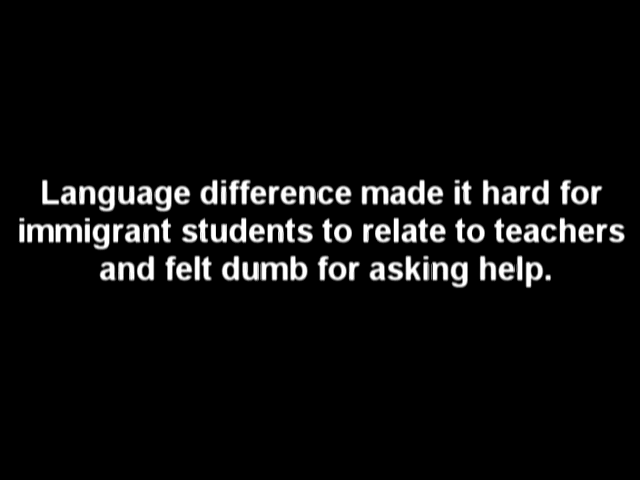 Language difference made it hard for
immigrant students to relate to teachers
and felt dumb for asking help.